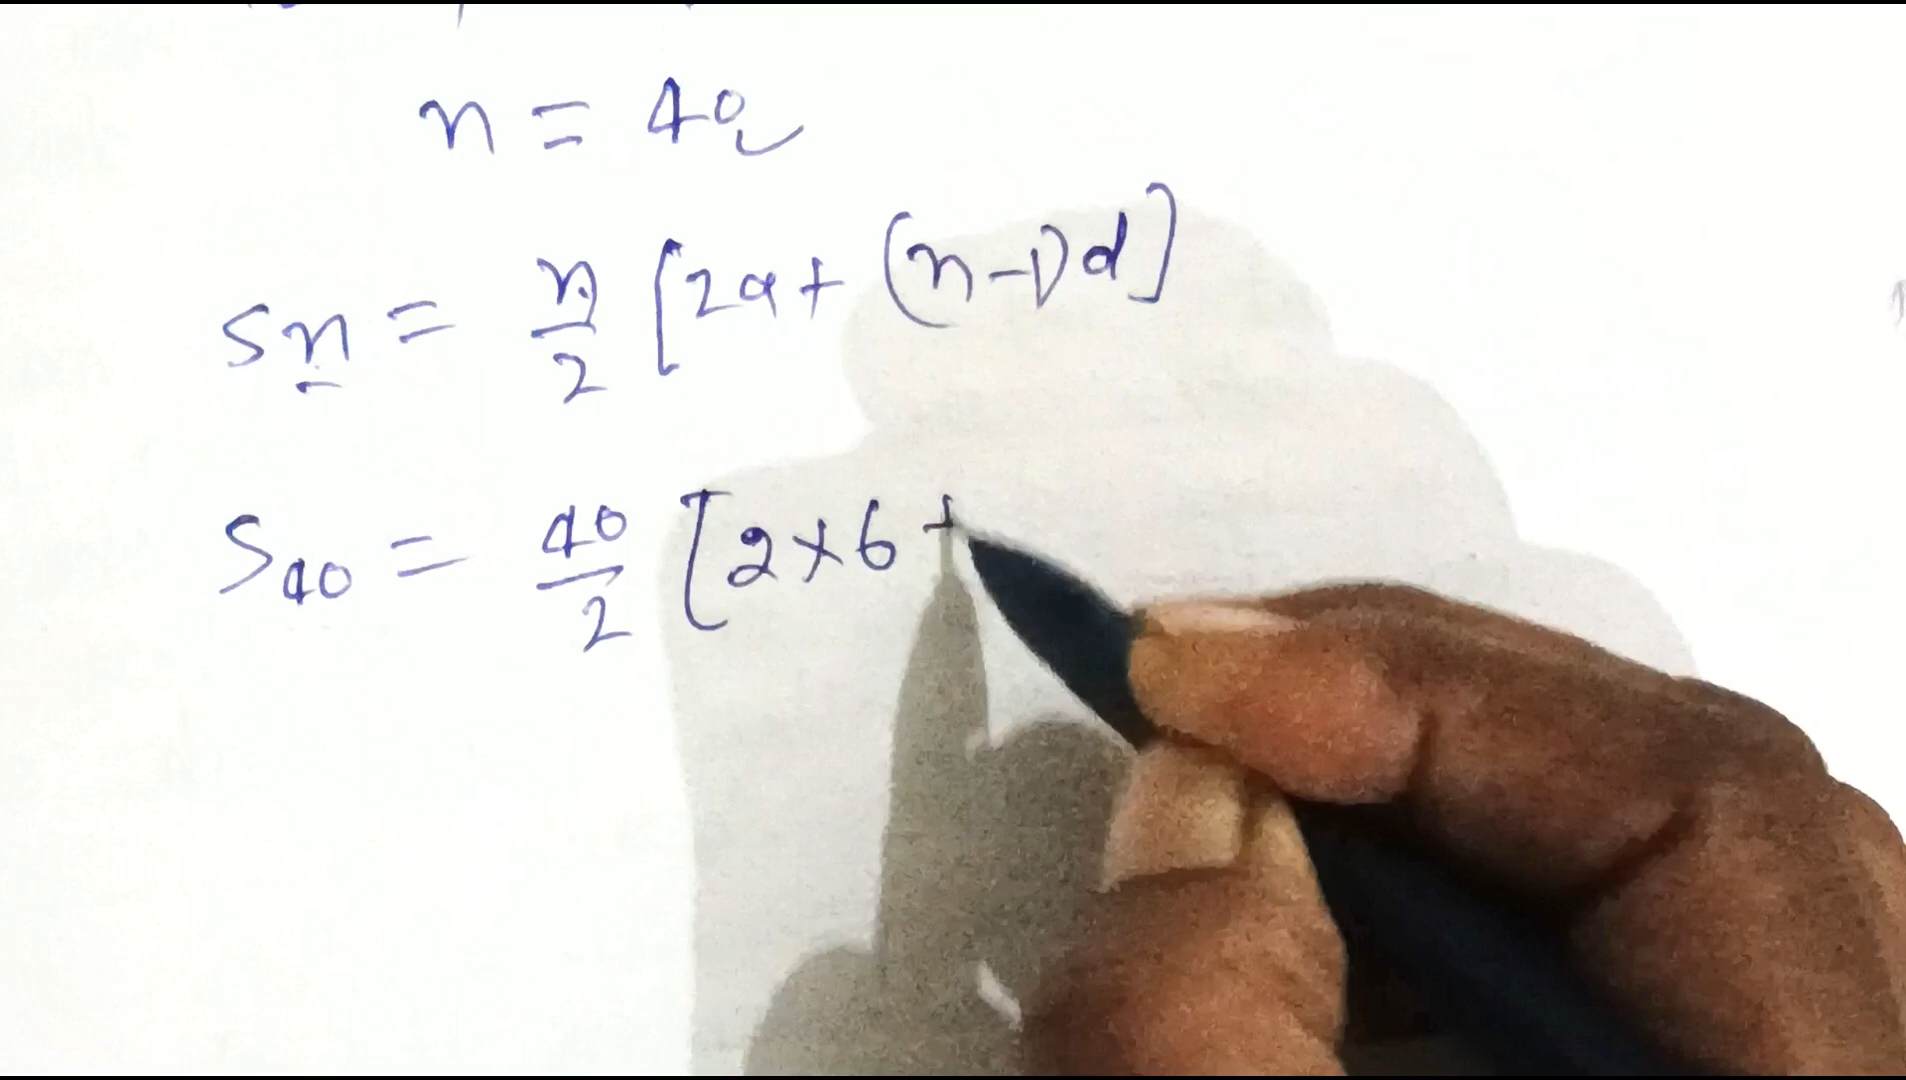 n = 40
Sn = n/2 [2a + (n-1)d]
S40 = 40/2 [2×6 +